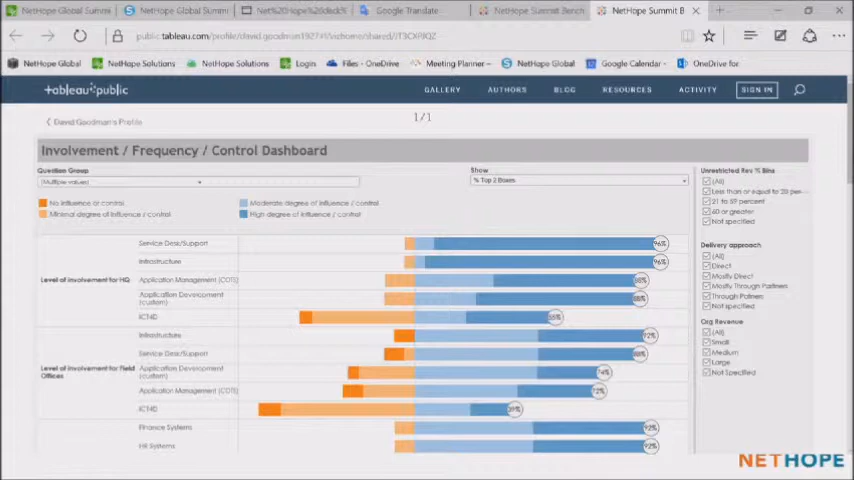 NetHope Global Summi
NetHope Global Summi
Net%20Hope%20dedic%
Google Translate
NetHope Summit Bench
NetHope Summit B
NetHope Global
NetHope Solutions
NetHope Solutions
Login
Files - OneDrive
Meeting Planner -
NetHope Global
Google Calendar -
OneDrive for
tableau public
GALLERY
AUTHORS
BLOG
RESOURCES
ACTIVITY
SIGN IN
1/1
David Goodman's Profile
Involvement / Frequency / Control Dashboard
Question Group
(Multiple values)
Show
% Top 2 Boxes
No influence or control
Moderate degree of influence / control
Minimal degree of influence / control
High degree of influence / control
Service Desk/Support
96%
Infrastructure
96%
Level of involvement for HQ
Application Management (COTS)
88%
Application Development (custom)
88%
ICT4D
Infrastructure
92%
Service Desk/Support
88%
Level of involvement for Field Offices
Application Development (custom)
74%
Application Management (COTS)
72%
ICT4D
39%
Finance Systems
92%
HR Systems
92%
Unrestricted Rev % Bins
(All)
Less than or equal to 20 per...
21 to 59 percent
60 or greater
Not specified
Delivery approach
(All)
Direct
Mostly Direct
Mostly Through Partners
Through Partners
Not specified
Org Revenue
(All)
Small
Medium
Large
Not Specified
NETHOPE